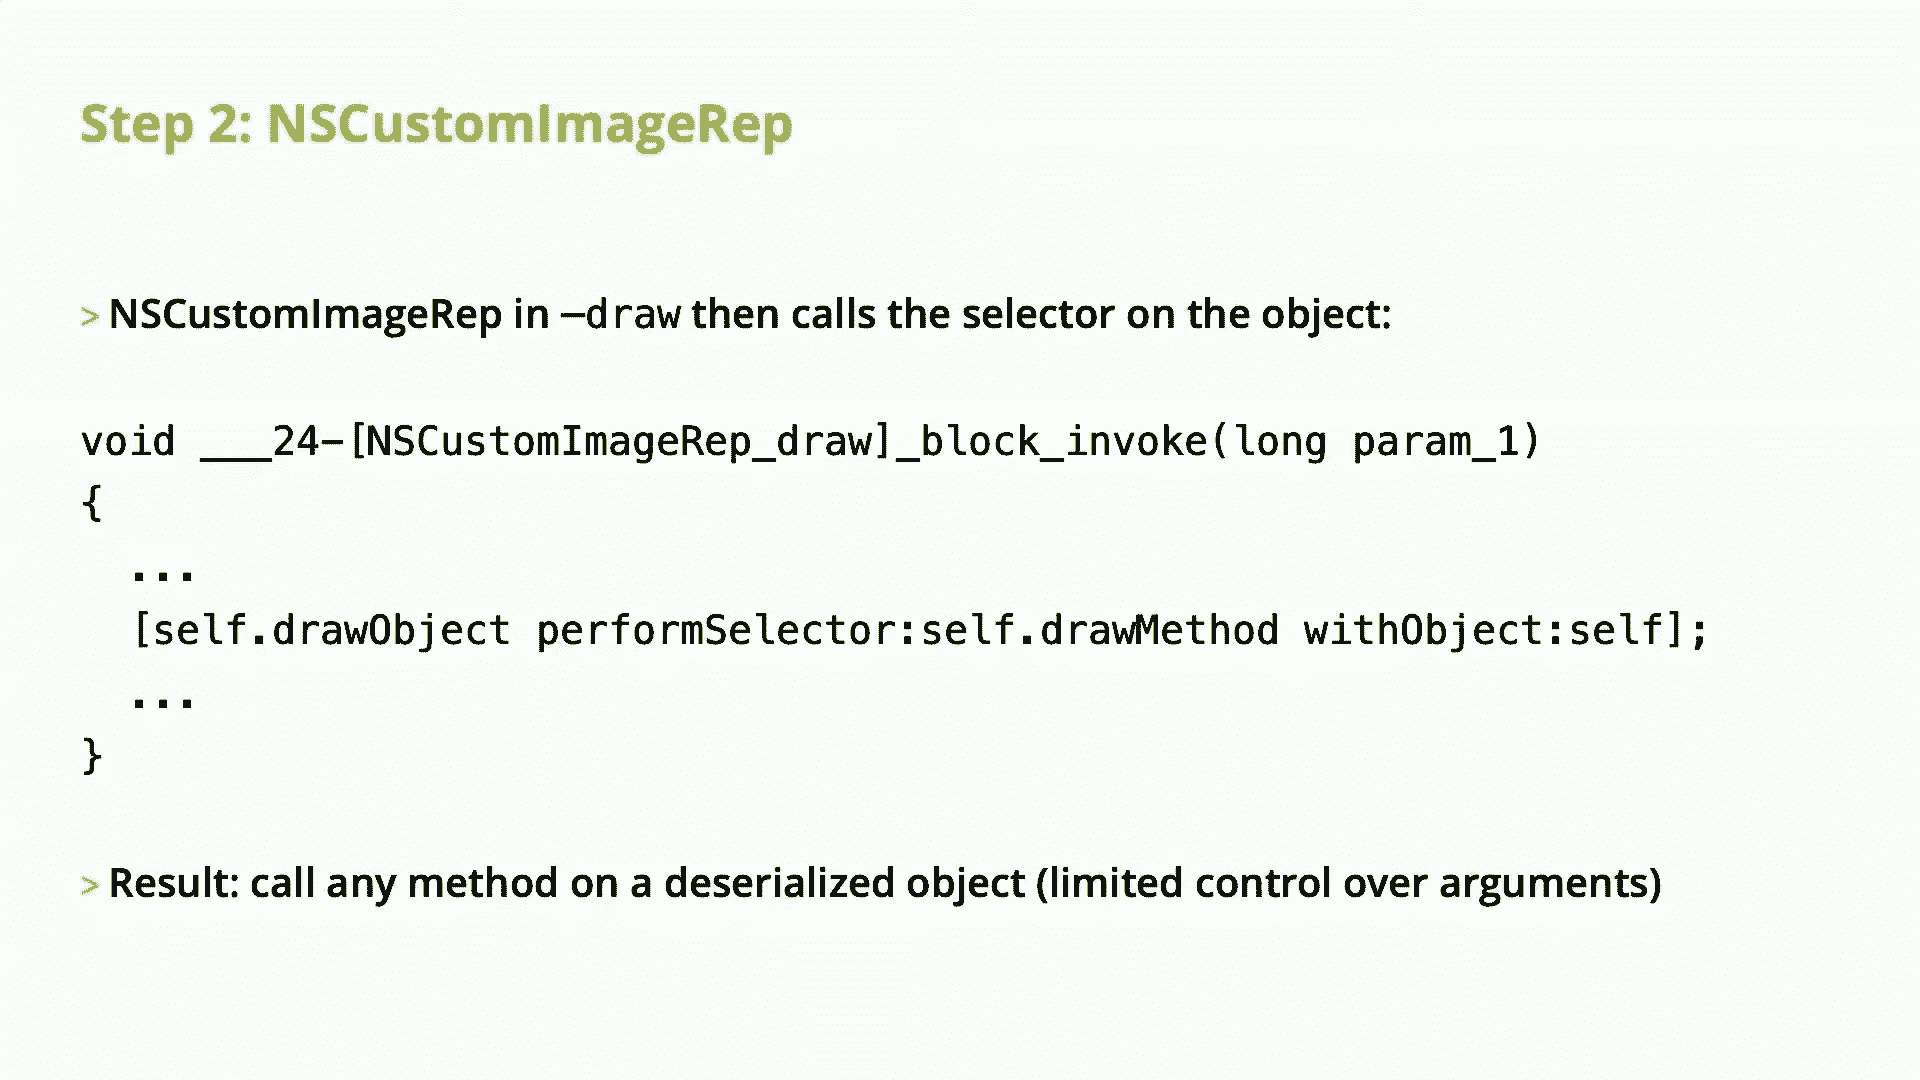 Step 2: NSCustomImageRep
> NSCustomImageRep in –draw then calls the selector on the object:
void ___24-[NSCustomImageRep_draw]_block_invoke(long param_1)
{
  ...
  [self.drawObject performSelector:self.drawMethod withObject:self];
  ...
}
> Result: call any method on a deserialized object (limited control over arguments)